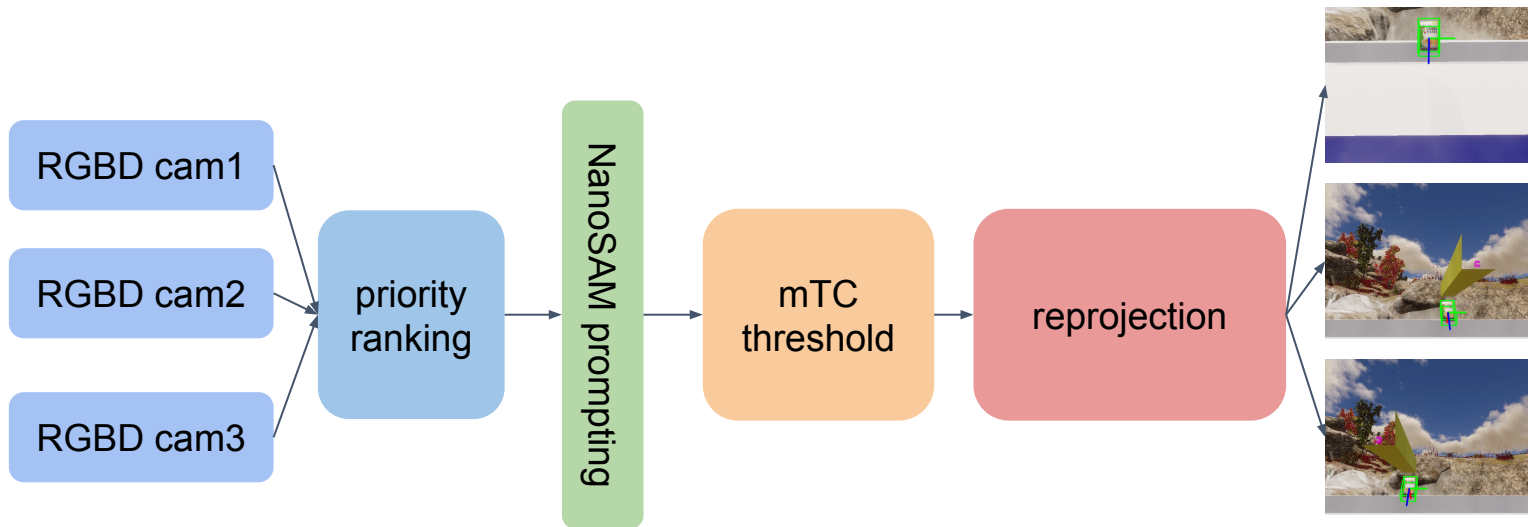 RGBD cam1
RGBD cam2
RGBD cam3
priority
ranking
NanoSAM prompting
mTC
threshold
reprojection